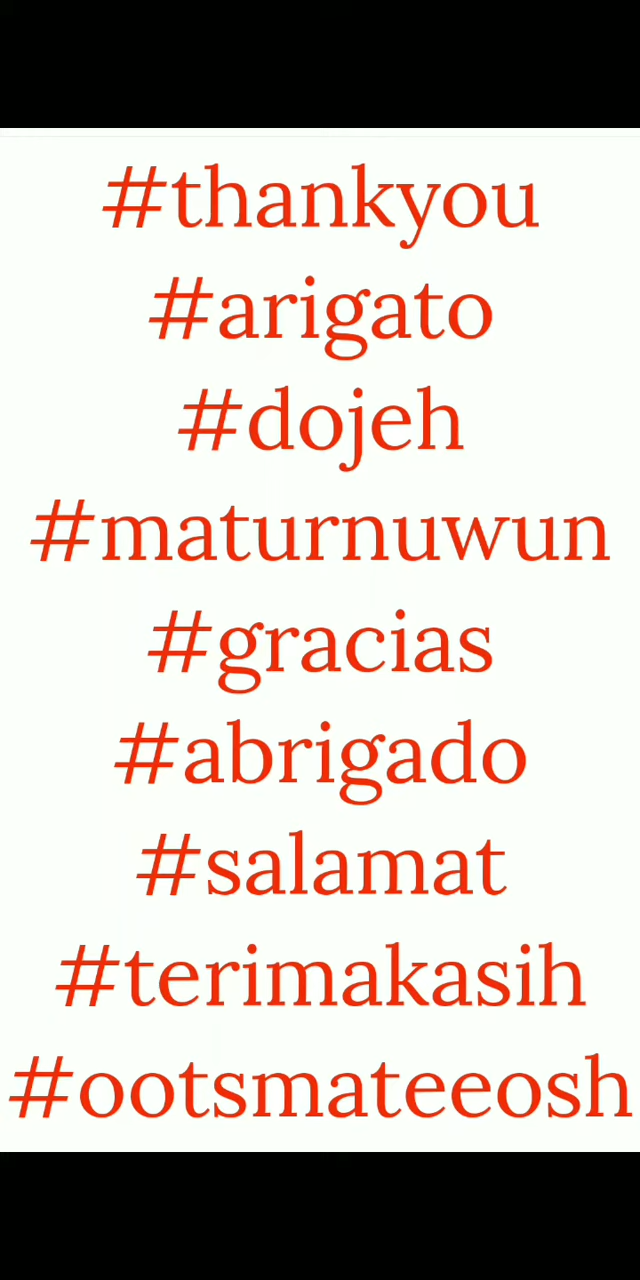 #thankyou
#arigato
#dojeh
#maturnuwun
#gracias
#abrigado
#salamat
#terimakasih
#ootsmateeosh